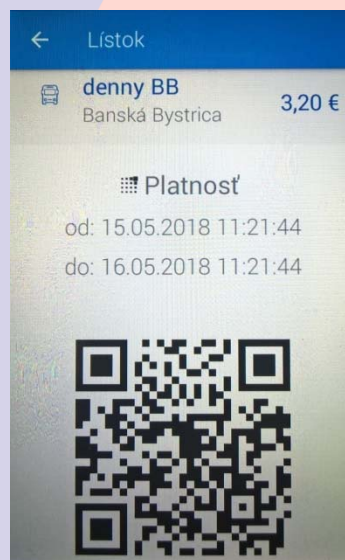 Lístok
denny BB
Banská Bystrica
3,20 €
Platnosť
od: 15.05.2018 11:21:44
do: 16.05.2018 11:21:44